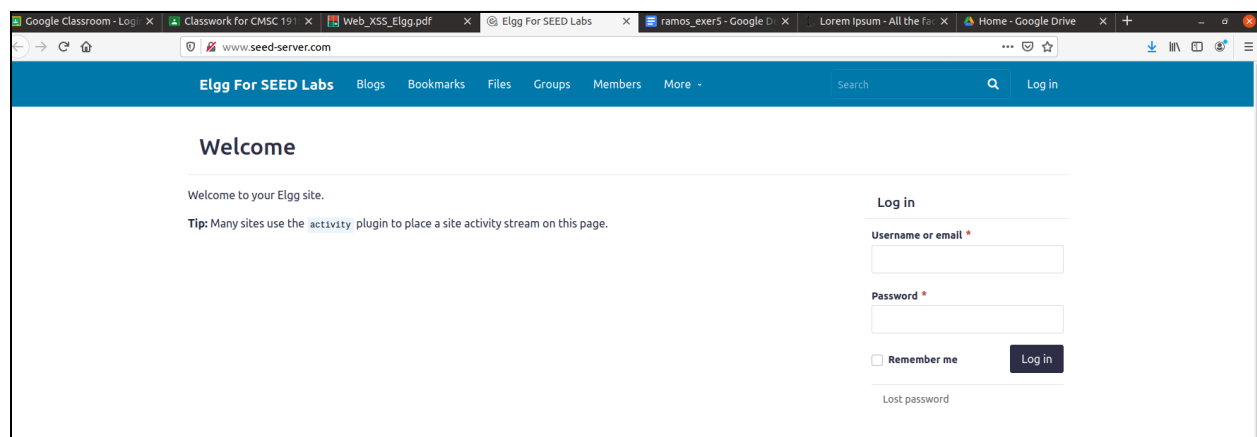 Google Classroom - Logi
Classwork for CMSC 191
Web_XSS_Elgg.pdf
Elgg For SEED Labs
ramos_exer5 - Google Do
Lorem Ipsum - All the fac
Home - Google Drive
www.seed-server.com
Elgg For SEED Labs Blogs Bookmarks Files Groups Members More Search Log in
Welcome
Welcome to your Elgg site.
Tip: Many sites use the activity plugin to place a site activity stream on this page.
Log in
Username or email *
Password *
Remember me Log in
Lost password